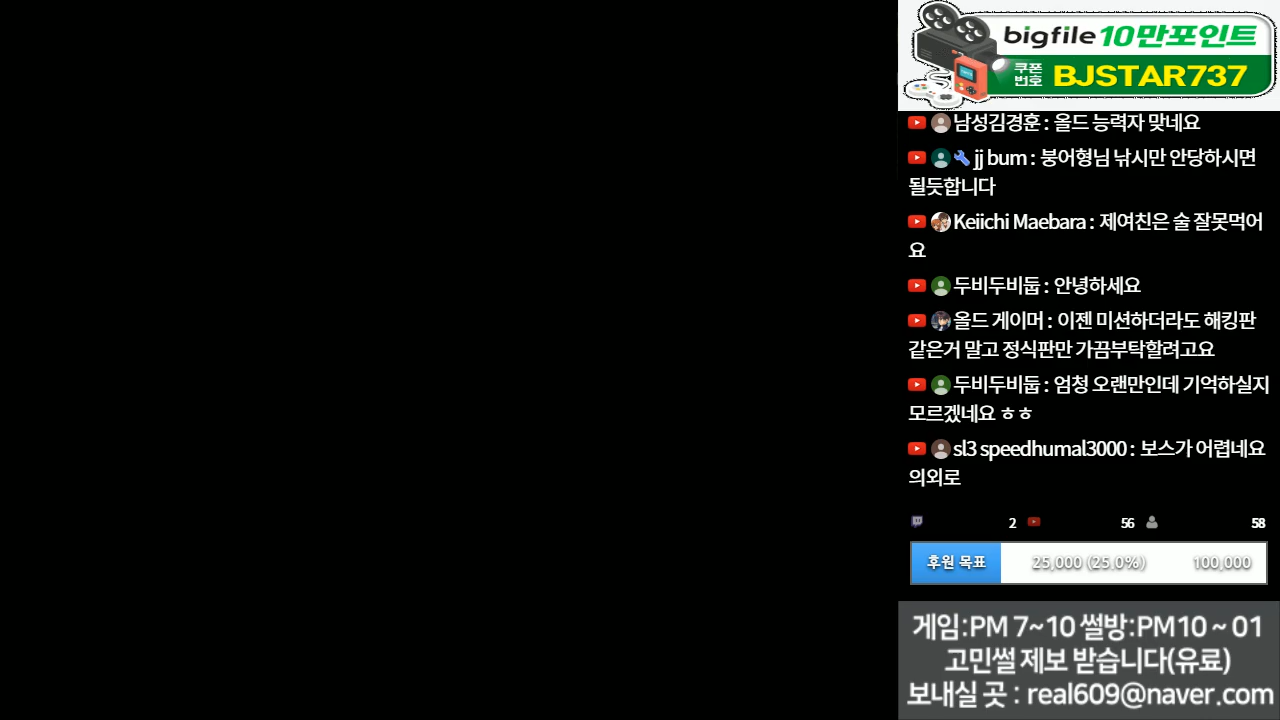 bigfile 10만포인트
쿠폰
번호 BJSTAR737
남성김경훈 : 올드 능력자 맞네요
jj bum : 붕어형님 낚시만 안당하시면
될듯합니다
Keiichi Maebara : 제여친은 술 잘못먹어
요
두비두비둡 : 안녕하세요
올드 게이머 : 이젠 미션하더라도 해킹판
같은거 말고 정식판만 가끔부탁할려고요
두비두비둡 : 엄청 오랜만인데 기억하실지
모르겠네요 ㅎㅎ
sl3 speedhumal3000 : 보스가 어렵네요
의외로
2 56 58
후원 목표 25,000 (25.0%) 100,000
게임:PM 7~10 썰방:PM10 ~ 01
고민썰 제보 받습니다(유료)
보내실 곳 : real609@naver.com